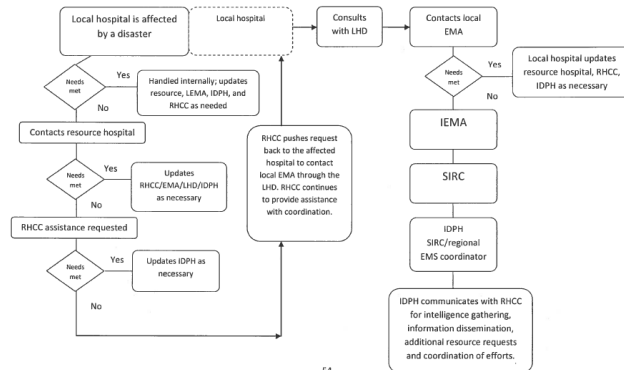 Local hospital is affected
by a disaster
Local hospital
Consults
with LHD
Contacts local
EMA
Needs
met
Yes
No
Handled internally; updates
resource, LEMA, IDPH, and
RHCC as needed
Needs
met
Yes
No
Local hospital updates
resource hospital, RHCC,
IDPH as necessary
Contacts resource hospital
Needs
met
Yes
No
Updates
RHCC/EMA/LHD/IDPH
as necessary
RHCC assistance requested
Needs
met
Yes
No
Updates IDPH as
necessary
RHCC pushes request
back to the affected
hospital to contact
local EMA through the
LHD. RHCC continues
to provide assistance
with coordination.
IEMA
SIRC
IDPH
SIRC/regional
EMS coordinator
IDPH communicates with RHCC
for intelligence gathering,
information dissemination,
additional resource requests
and coordination of efforts.